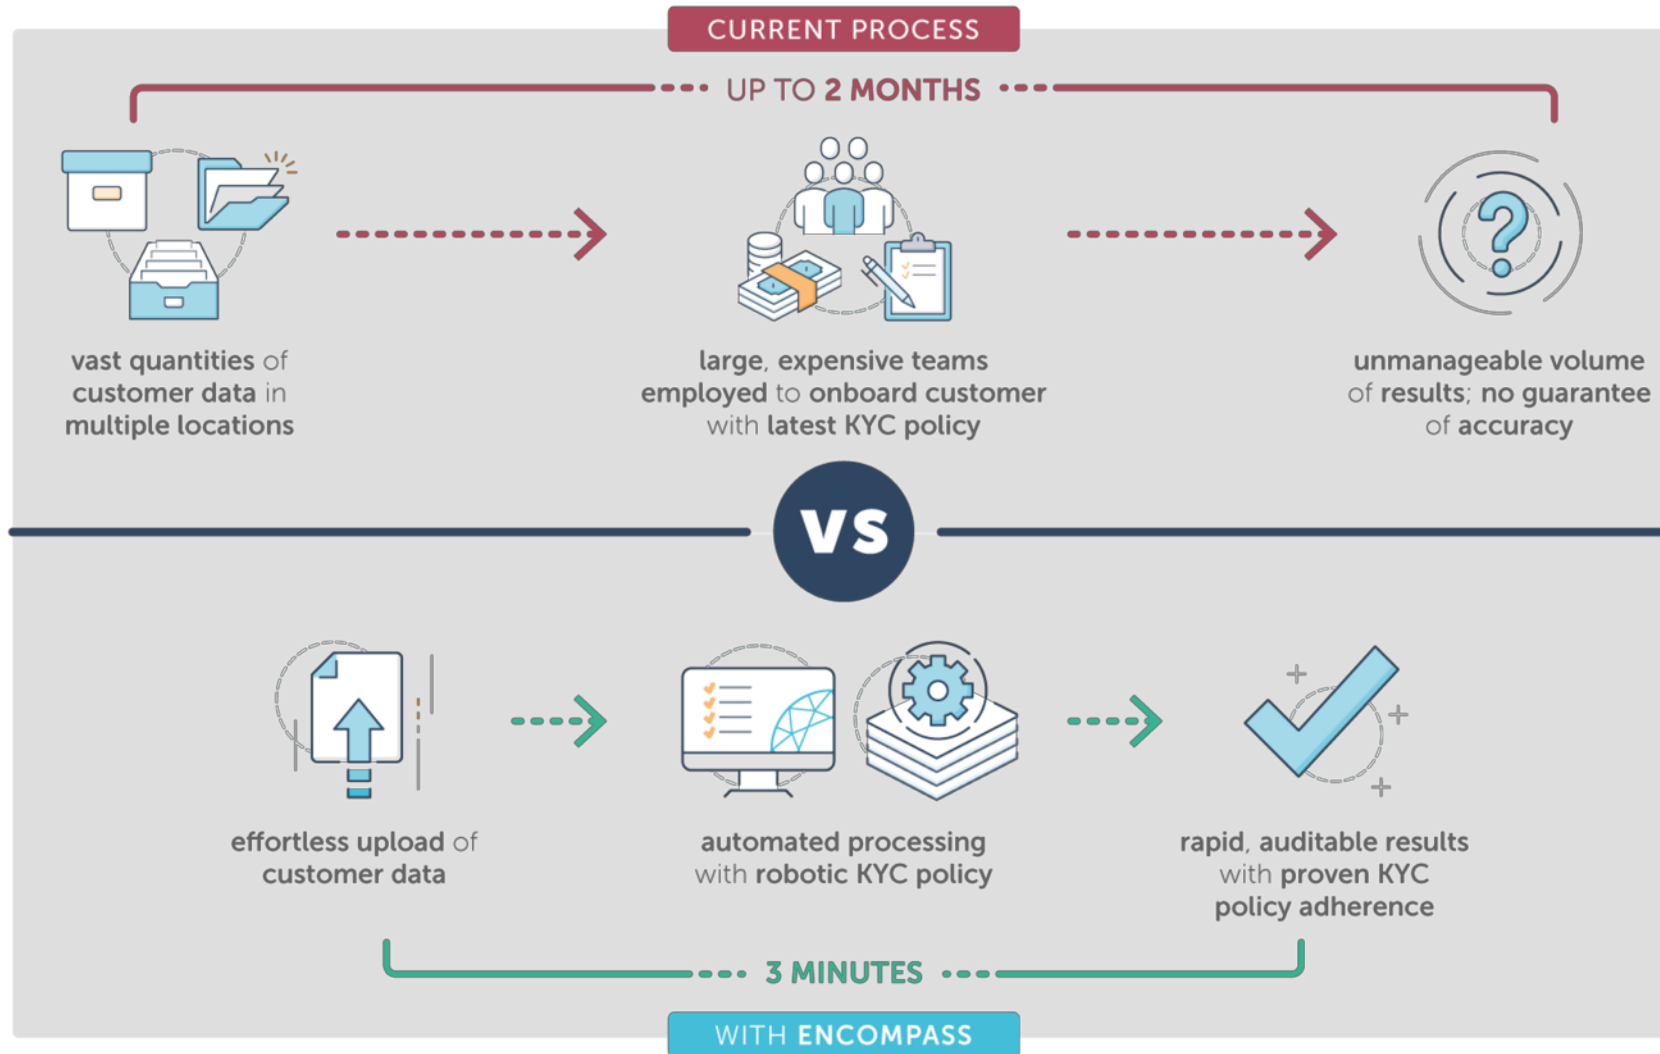 CURRENT PROCESS
UP TO 2 MONTHS
vast quantities of
customer data in
multiple locations
large, expensive teams
employed to onboard customer
with latest KYC policy
unmanageable volume
of results; no guarantee
of accuracy
VS
effortless upload of
customer data
automated processing
with robotic KYC policy
rapid, auditable results
with proven KYC
policy adherence
3 MINUTES
WITH ENCOMPASS